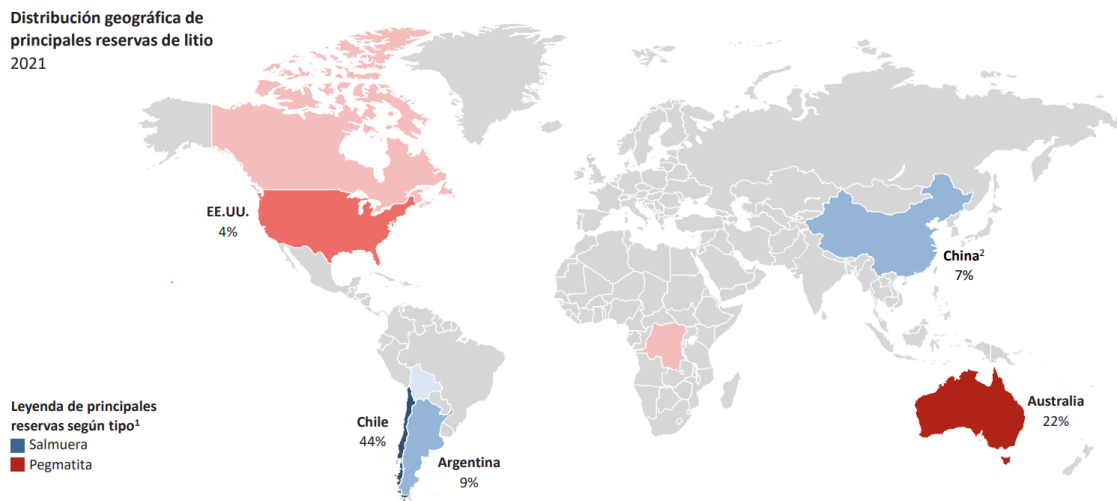 Distribución geográfica de
principales reservas de litio
2021
EE.UU.
4%
China²
7%
Chile
44%
Argentina
9%
Australia
22%
Leyenda de principales
reservas según tipo¹
Salmuera
Pegmatita